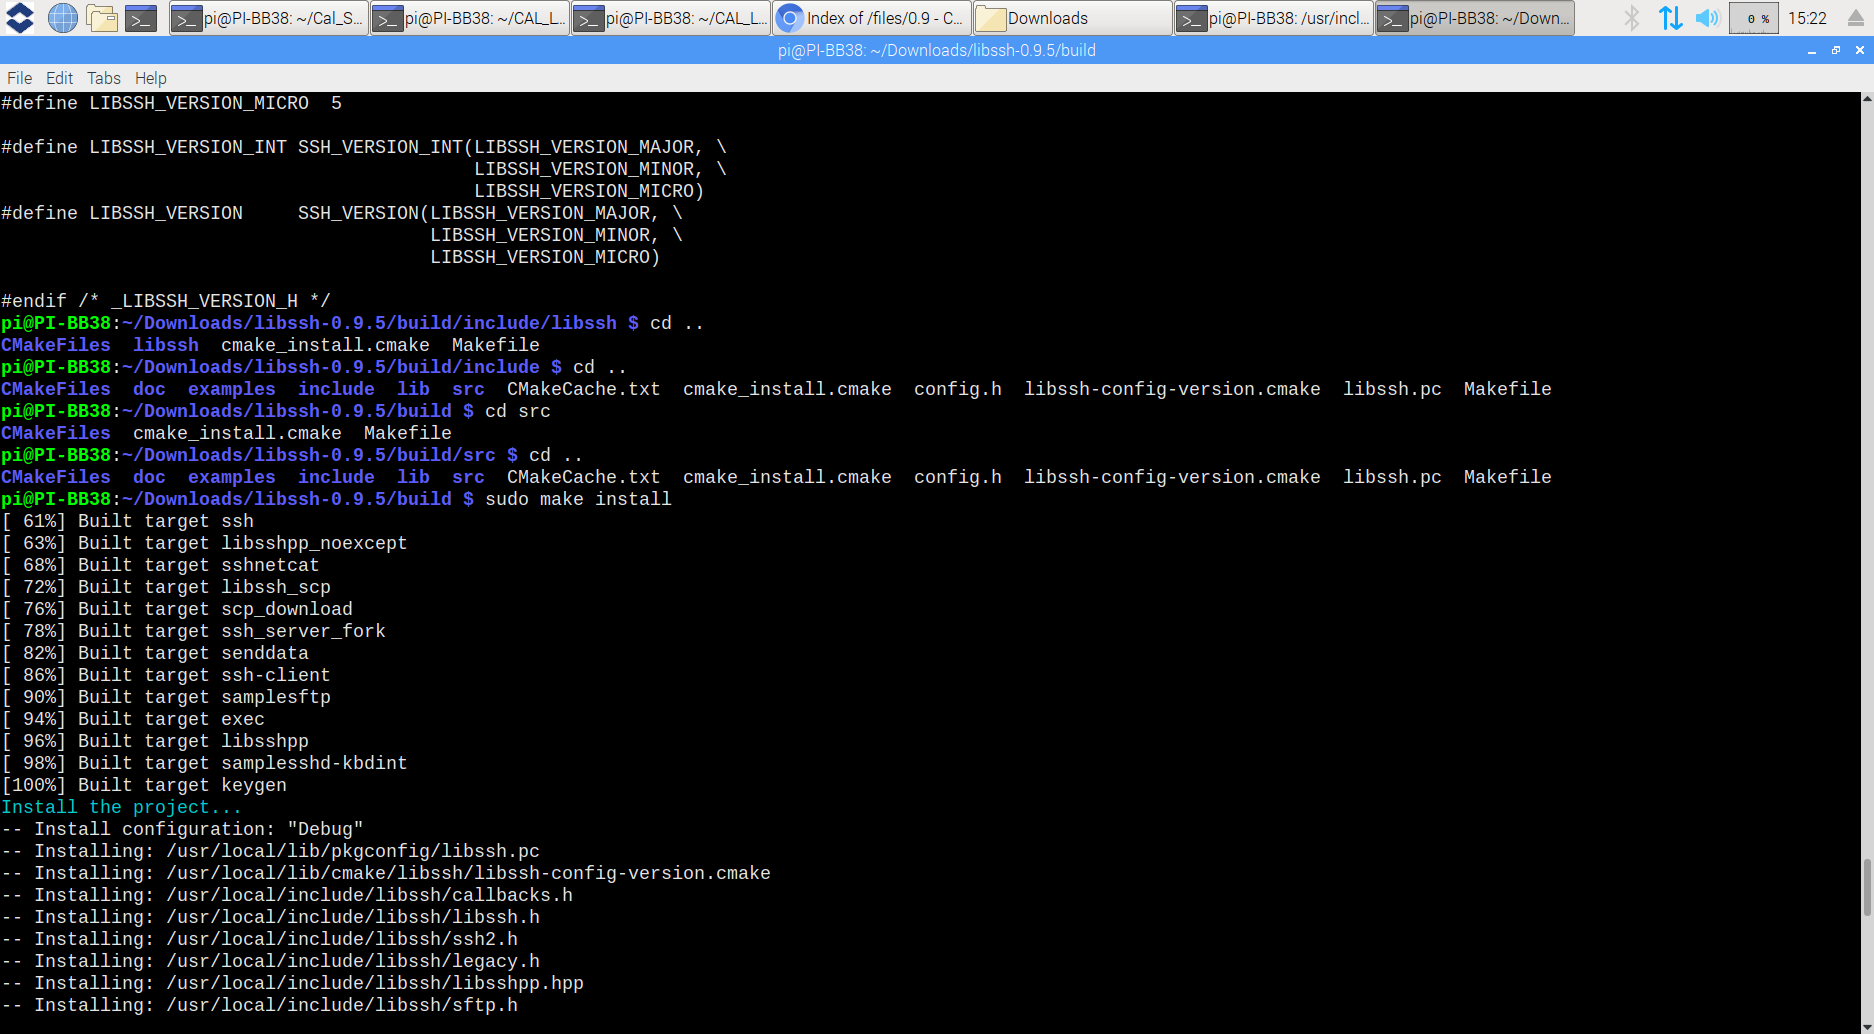 pi@PI-BB38: ~/Cal_S...
pi@PI-BB38: ~/CAL_L...
pi@PI-BB38: ~/CAL_L...
Index of /files/0.9 - C...
Downloads
pi@PI-BB38: /usr/incl...
pi@PI-BB38: ~/Down...
0 %
15:22
pi@PI-BB38: ~/Downloads/libssh-0.9.5/build
File Edit Tabs Help
#define LIBSSH_VERSION_MICRO  5
#define LIBSSH_VERSION_INT SSH_VERSION_INT(LIBSSH_VERSION_MAJOR, \
LIBSSH_VERSION_MINOR, \
LIBSSH_VERSION_MICRO)
#define LIBSSH_VERSION     SSH_VERSION(LIBSSH_VERSION_MAJOR, \
LIBSSH_VERSION_MINOR, \
LIBSSH_VERSION_MICRO)
#endif /* _LIBSSH_VERSION_H */
pi@PI-BB38:~/Downloads/libssh-0.9.5/build/include/libssh $ cd ..
CMakeFiles  libssh  cmake_install.cmake  Makefile
pi@PI-BB38:~/Downloads/libssh-0.9.5/build/include $ cd ..
CMakeFiles  doc  examples  include  lib  src  CMakeCache.txt  cmake_install.cmake  config.h  libssh-config-version.cmake  libssh.pc  Makefile
pi@PI-BB38:~/Downloads/libssh-0.9.5/build $ cd src
CMakeFiles  cmake_install.cmake  Makefile
pi@PI-BB38:~/Downloads/libssh-0.9.5/build/src $ cd ..
CMakeFiles  doc  examples  include  lib  src  CMakeCache.txt  cmake_install.cmake  config.h  libssh-config-version.cmake  libssh.pc  Makefile
pi@PI-BB38:~/Downloads/libssh-0.9.5/build $ sudo make install
[ 61%] Built target ssh
[ 63%] Built target libsshpp_noexcept
[ 68%] Built target sshnetcat
[ 72%] Built target libssh_scp
[ 76%] Built target scp_download
[ 78%] Built target ssh_server_fork
[ 82%] Built target senddata
[ 86%] Built target ssh-client
[ 90%] Built target samplesftp
[ 94%] Built target exec
[ 96%] Built target libsshpp
[ 98%] Built target samplesshd-kbdint
[100%] Built target keygen
Install the project...
-- Install configuration: "Debug"
-- Installing: /usr/local/lib/pkgconfig/libssh.pc
-- Installing: /usr/local/lib/cmake/libssh/libssh-config-version.cmake
-- Installing: /usr/local/include/libssh/callbacks.h
-- Installing: /usr/local/include/libssh/libssh.h
-- Installing: /usr/local/include/libssh/ssh2.h
-- Installing: /usr/local/include/libssh/legacy.h
-- Installing: /usr/local/include/libssh/libsshpp.hpp
-- Installing: /usr/local/include/libssh/sftp.h